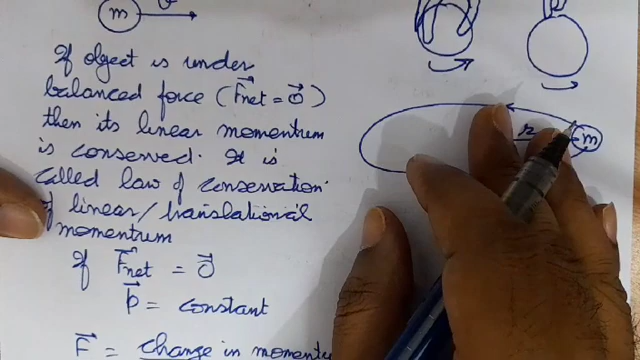 m v
If object is under
balanced force (F⃗net = 0⃗)
then its linear momentum
is conserved. It is
called law of conservation
of linear/translational
momentum
r m
If F⃗net = 0⃗
p⃗ = constant
F⃗ = change in momentu